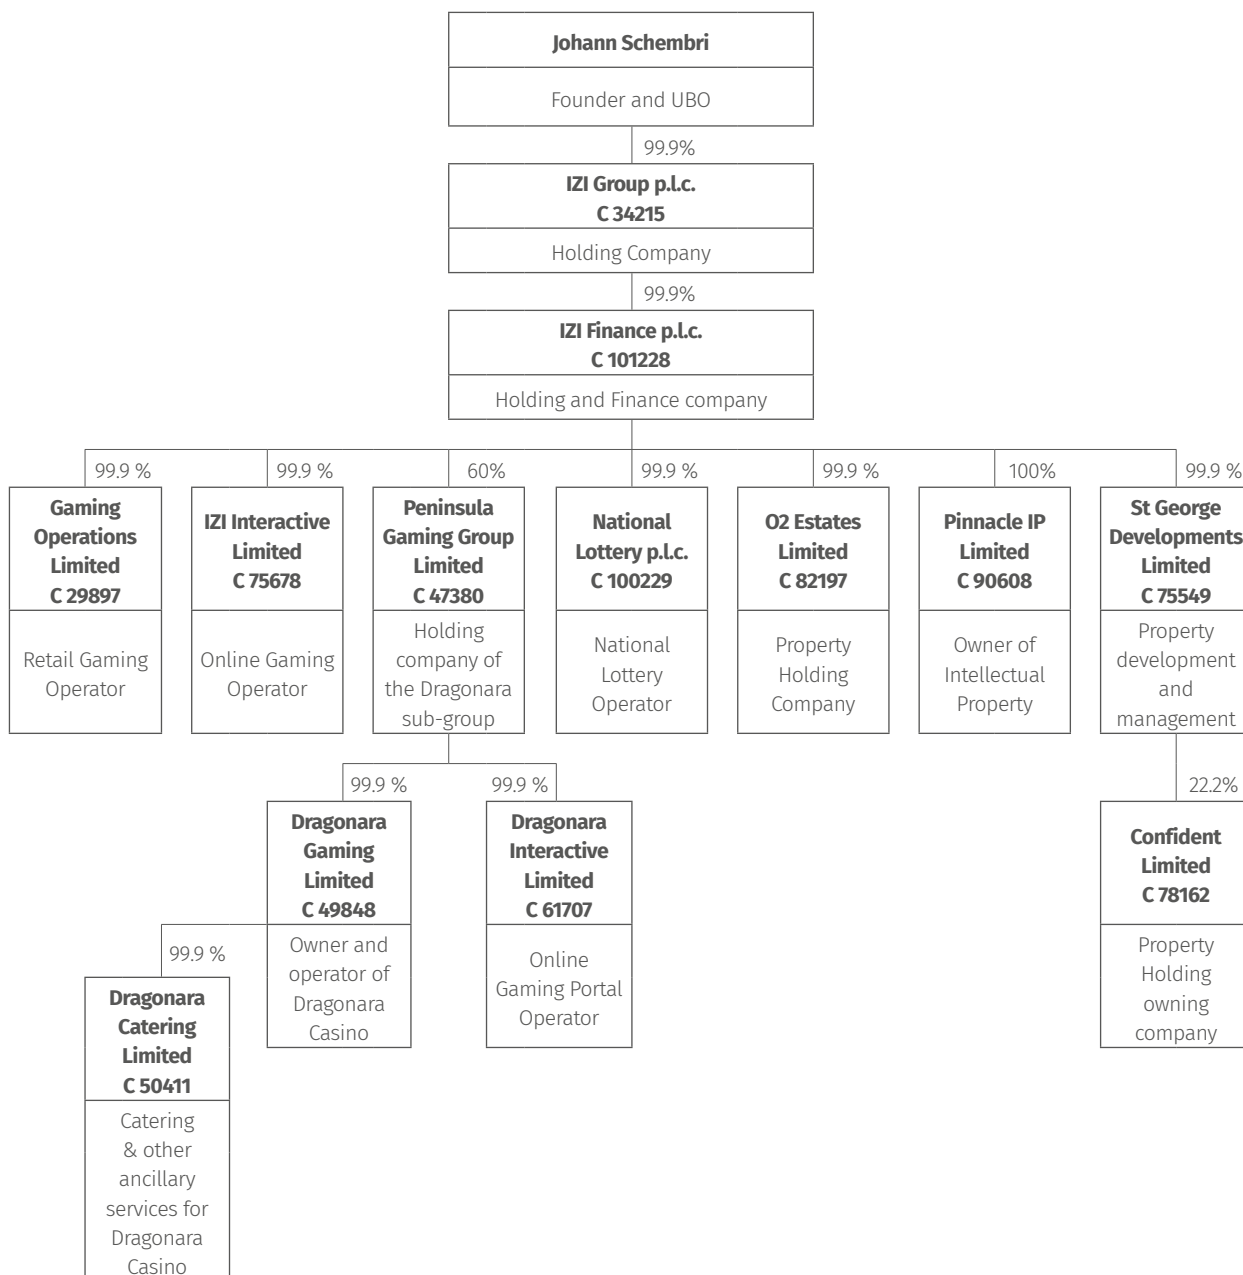 Johann Schembri
Founder and UBO
99.9%
IZI Group p.l.c.
C 34215
Holding Company
99.9%
IZI Finance p.l.c.
C 101228
Holding and Finance company
99.9 %
99.9 %
60%
99.9 %
99.9 %
100%
99.9 %
Gaming
Operations
Limited
C 29897
Retail Gaming
Operator
IZI Interactive
Limited
C 75678
Online Gaming
Operator
Peninsula
Gaming Group
Limited
C 47380
Holding
company of
the Dragonara
sub-group
National
Lottery p.l.c.
C 100229
National
Lottery
Operator
O2 Estates
Limited
C 82197
Property
Holding
Company
Pinnacle IP
Limited
C 90608
Owner of
Intellectual
Property
St George
Developments
Limited
C 75549
Property
development
and
management
99.9 %
99.9 %
22.2%
Dragonara
Gaming
Limited
C 49848
Owner and
operator of
Dragonara
Casino
Dragonara
Interactive
Limited
C 61707
Online
Gaming Portal
Operator
Confident
Limited
C 78162
Property
Holding
owning
company
99.9 %
Dragonara
Catering
Limited
C 50411
Catering
& other
ancillary
services for
Dragonara
Casino